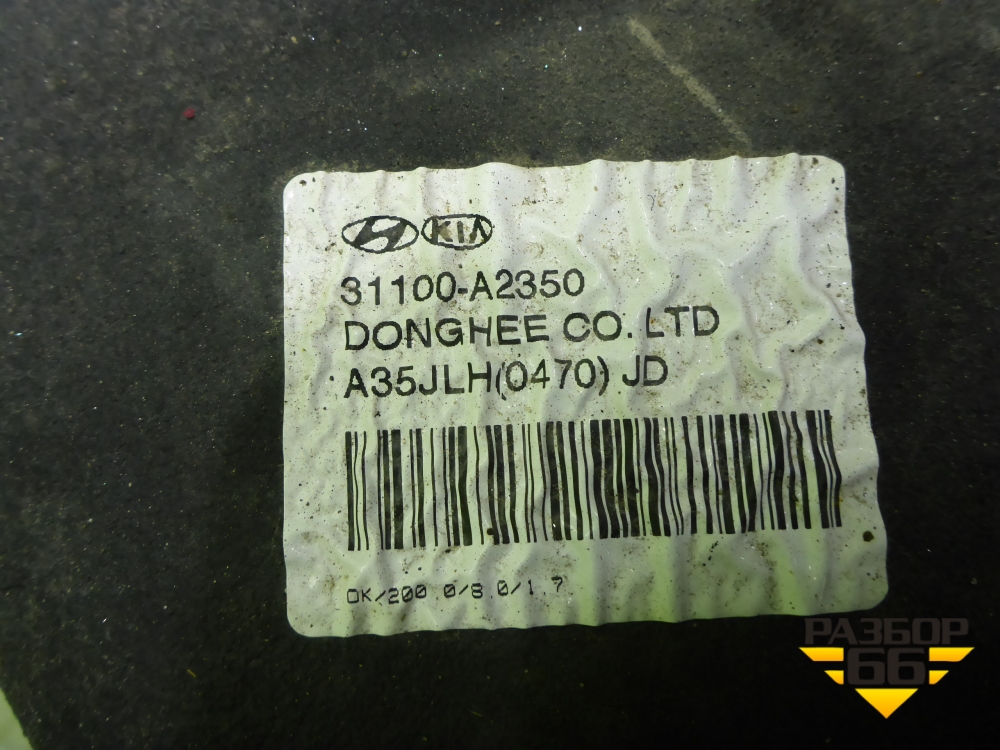 KIA
31100-A2350
DONGHEE CO. LTD
A35JLH(0470) JD
OK/200.0/8.0/1.7
РАЗБОР
66